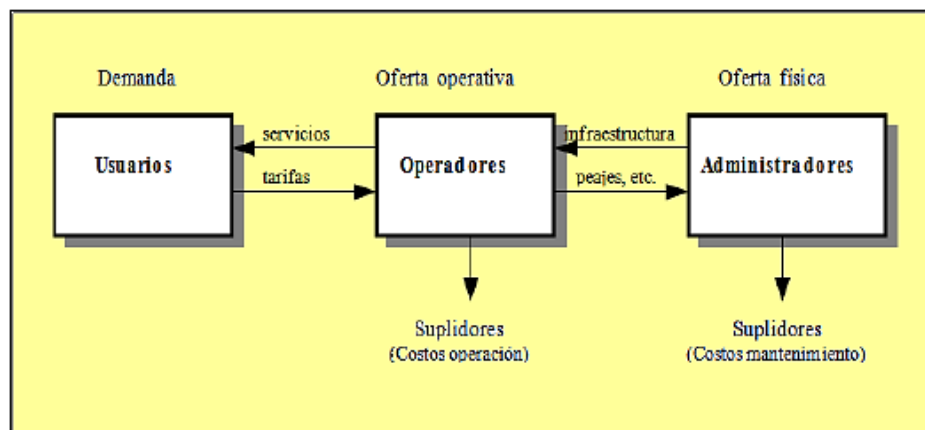 Demanda
Oferta operativa
Oferta física
Usuarios
servicios
tarifas
Operadores
infraestructura
peajes, etc.
Administradores
Suplidores
(Costos operación)
Suplidores
(Costos mantenimiento)